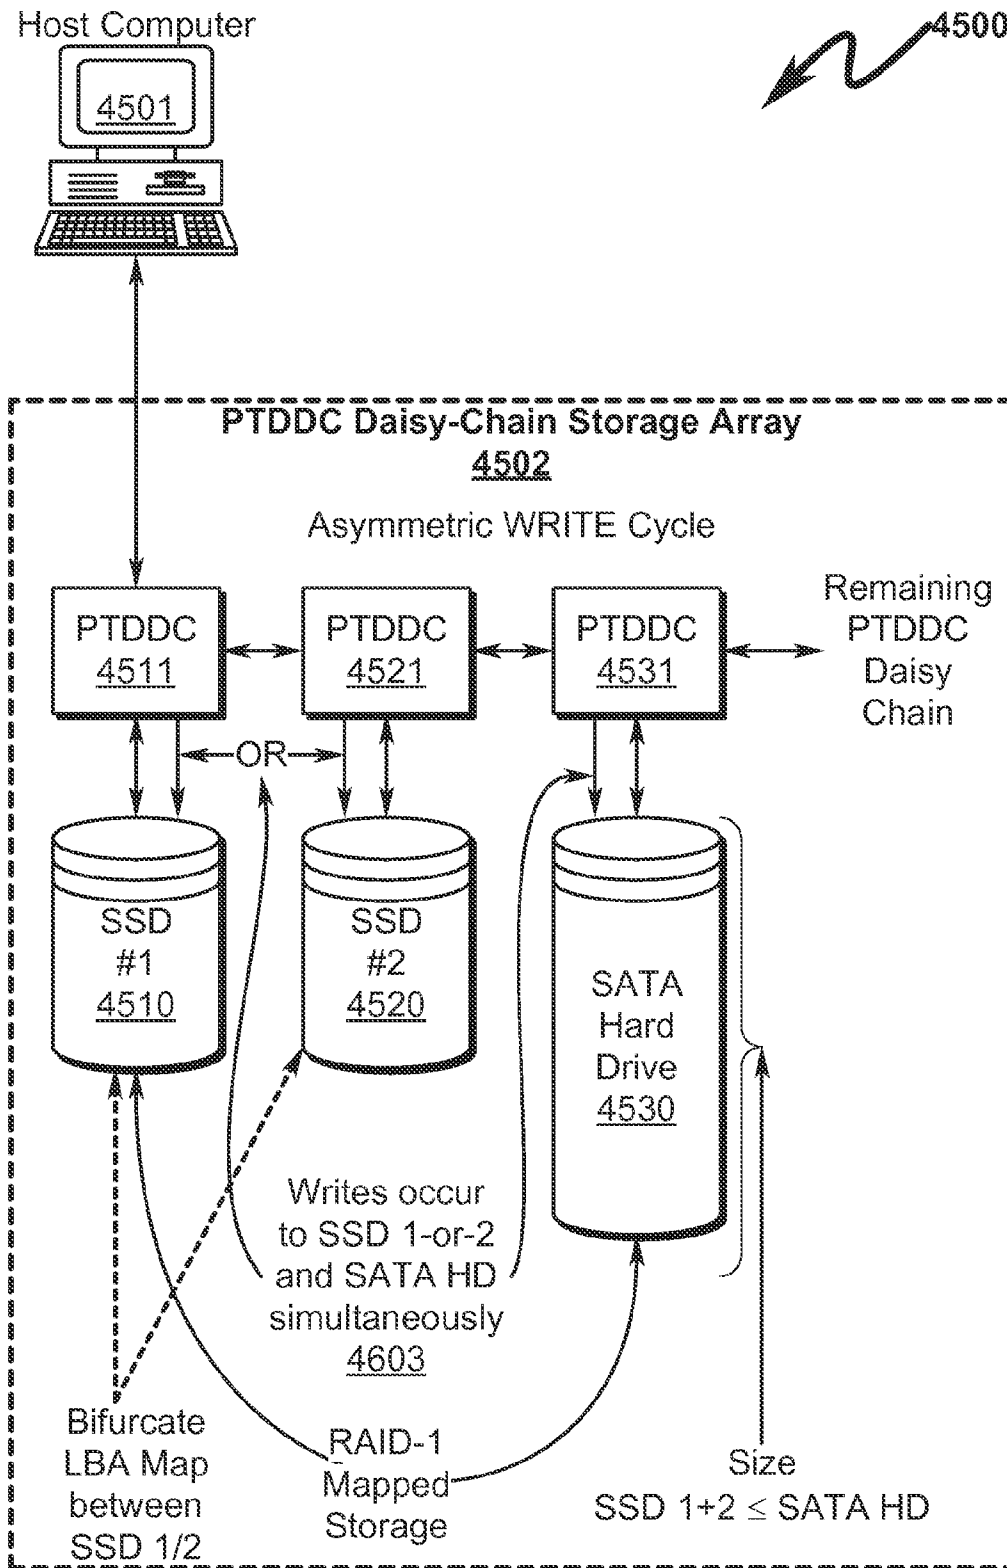 Host Computer
4500
4501
PTDDC Daisy-Chain Storage Array
4502
Asymmetric WRITE Cycle
PTDDC
4511
PTDDC
4521
PTDDC
4531
Remaining
PTDDC
Daisy
Chain
OR
SSD
#1
4510
SSD
#2
4520
SATA
Hard
Drive
4530
Writes occur
to SSD 1-or-2
and SATA HD
simultaneously
4603
Bifurcate
LBA Map
between
SSD 1/2
RAID-1
Mapped
Storage
Size
SSD 1+2 ≤ SATA HD